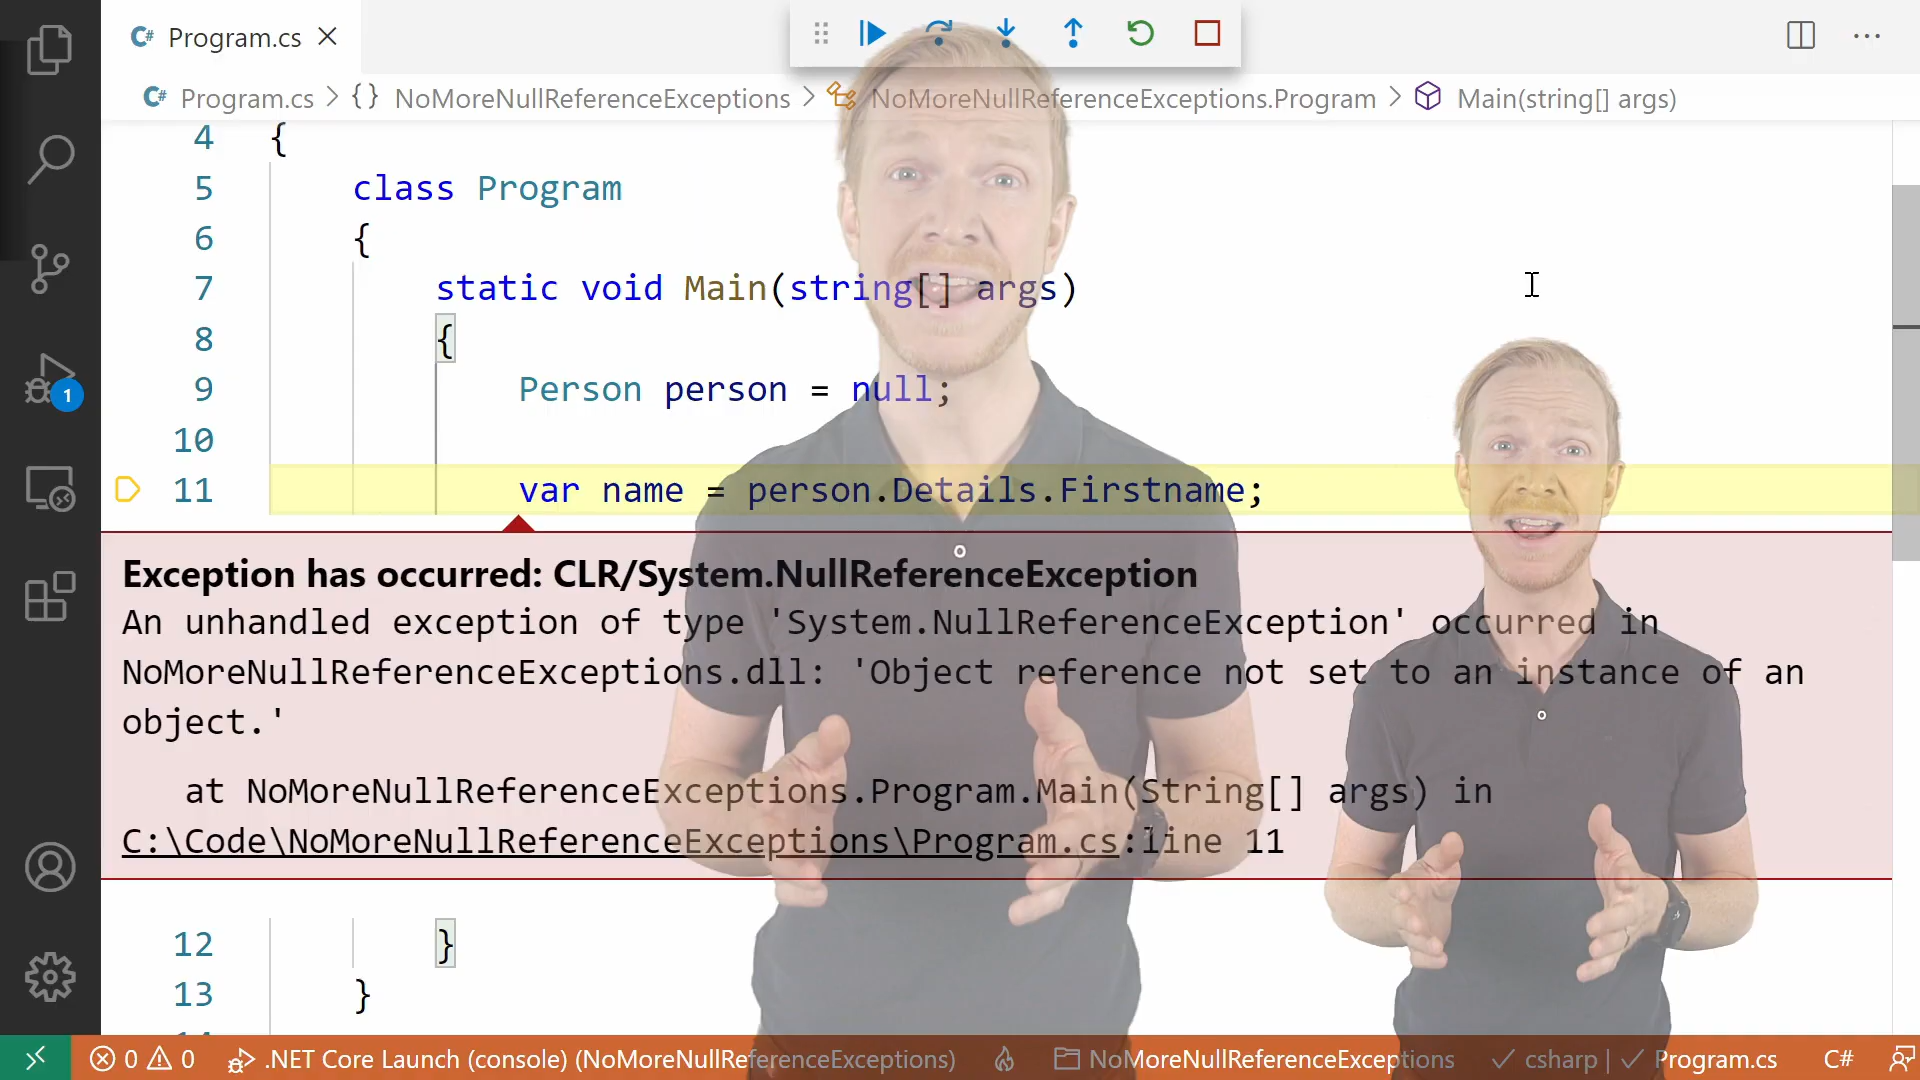 C# Program.cs
C# Program.cs > {} NoMoreNullReferenceExceptions > NoMoreNullReferenceExceptions.Program > Main(string[] args)
4 {
5 class Program
6 {
7 static void Main(string[] args)
8 {
9 Person person = null;
10
11 var name = person.Details.Firstname;
Exception has occurred: CLR/System.NullReferenceException
An unhandled exception of type 'System.NullReferenceException' occurred in
NoMoreNullReferenceExceptions.dll: 'Object reference not set to an instance of an
object.'
at NoMoreNullReferenceExceptions.Program.Main(String[] args) in
C:\Code\NoMoreNullReferenceExceptions\Program.cs:line 11
1
12 }
13 }
0 0 .NET Core Launch (console) (NoMoreNullReferenceExceptions) NoMoreNullReferenceExceptions csharp | Program.cs C#